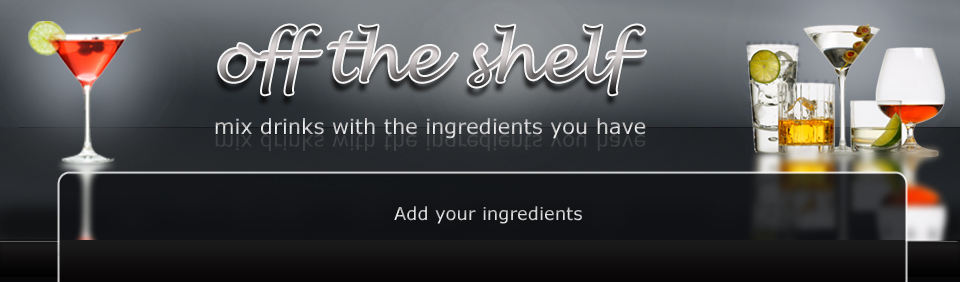 off the shelf
mix drinks with the ingredients you have
Add your ingredients